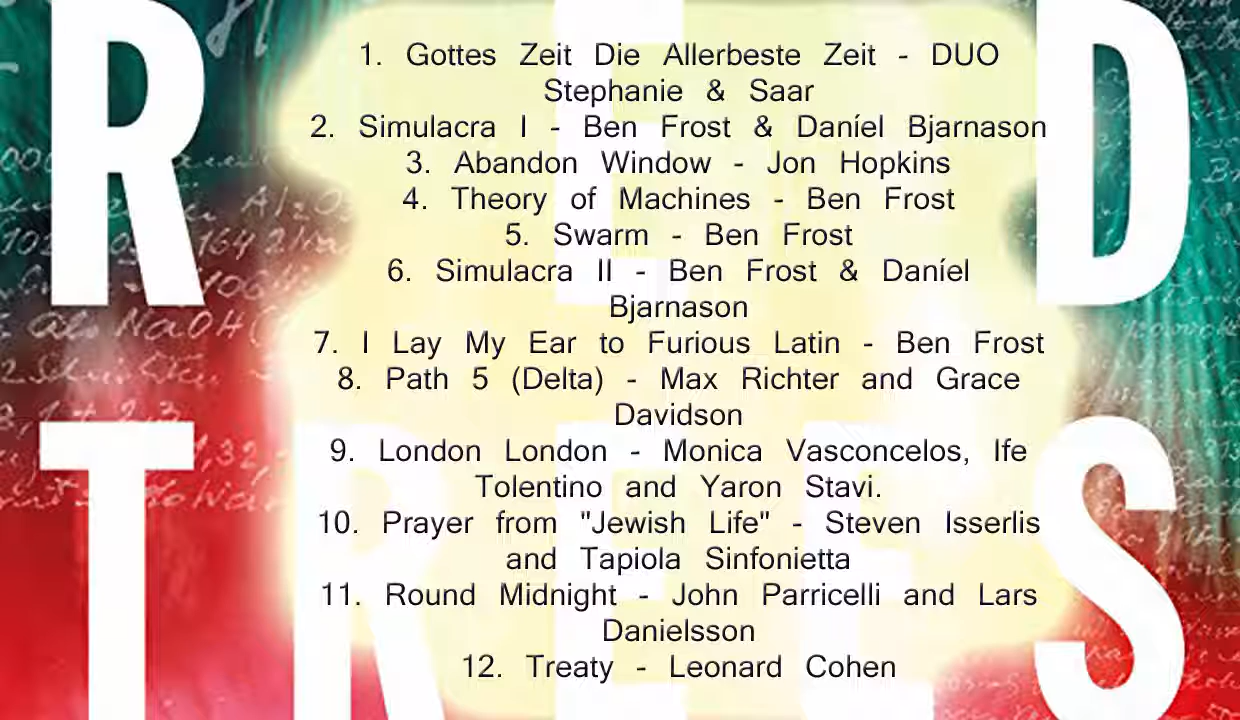 RED
TREES
1. Gottes Zeit Die Allerbeste Zeit - DUO
Stephanie & Saar
2. Simulacra I - Ben Frost & Daníel Bjarnason
3. Abandon Window - Jon Hopkins
4. Theory of Machines - Ben Frost
5. Swarm - Ben Frost
6. Simulacra II - Ben Frost & Daníel
Bjarnason
7. I Lay My Ear to Furious Latin - Ben Frost
8. Path 5 (Delta) - Max Richter and Grace
Davidson
9. London London - Monica Vasconcelos, Ife
Tolentino and Yaron Stavi.
10. Prayer from "Jewish Life" - Steven Isserlis
and Tapiola Sinfonietta
11. Round Midnight - John Parricelli and Lars
Danielsson
12. Treaty - Leonard Cohen